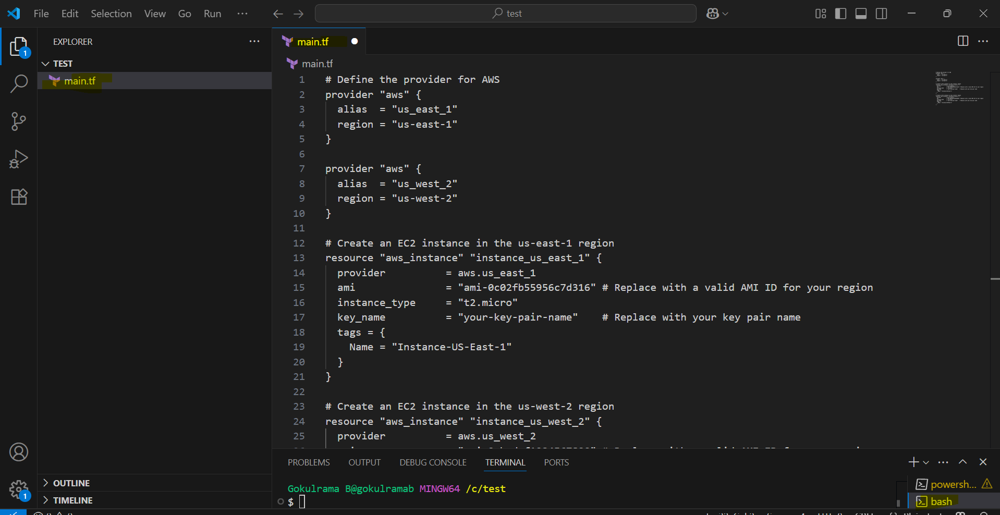 File Edit Selection View Go Run ··· test
EXPLORER ···
1
TEST
main.tf
main.tf
main.tf
1 # Define the provider for AWS
2 provider "aws" {
3 alias  = "us_east_1"
4 region = "us-east-1"
5 }
6
7 provider "aws" {
8 alias  = "us_west_2"
9 region = "us-west-2"
10 }
11
12 # Create an EC2 instance in the us-east-1 region
13 resource "aws_instance" "instance_us_east_1" {
14 provider          = aws.us_east_1
15 ami               = "ami-0c02fb55956c7d316" # Replace with a valid AMI ID for your region
16 instance_type     = "t2.micro"
17 key_name          = "your-key-pair-name"    # Replace with your key pair name
18 tags = {
19 Name = "Instance-US-East-1"
20 }
21 }
22
23 # Create an EC2 instance in the us-west-2 region
24 resource "aws_instance" "instance_us_west_2" {
25 provider          = aws.us_west_2
PROBLEMS OUTPUT DEBUG CONSOLE TERMINAL PORTS
Gokulrama B@gokulramab MINGW64 /c/test
$
powersh...
bash
OUTLINE
TIMELINE
1